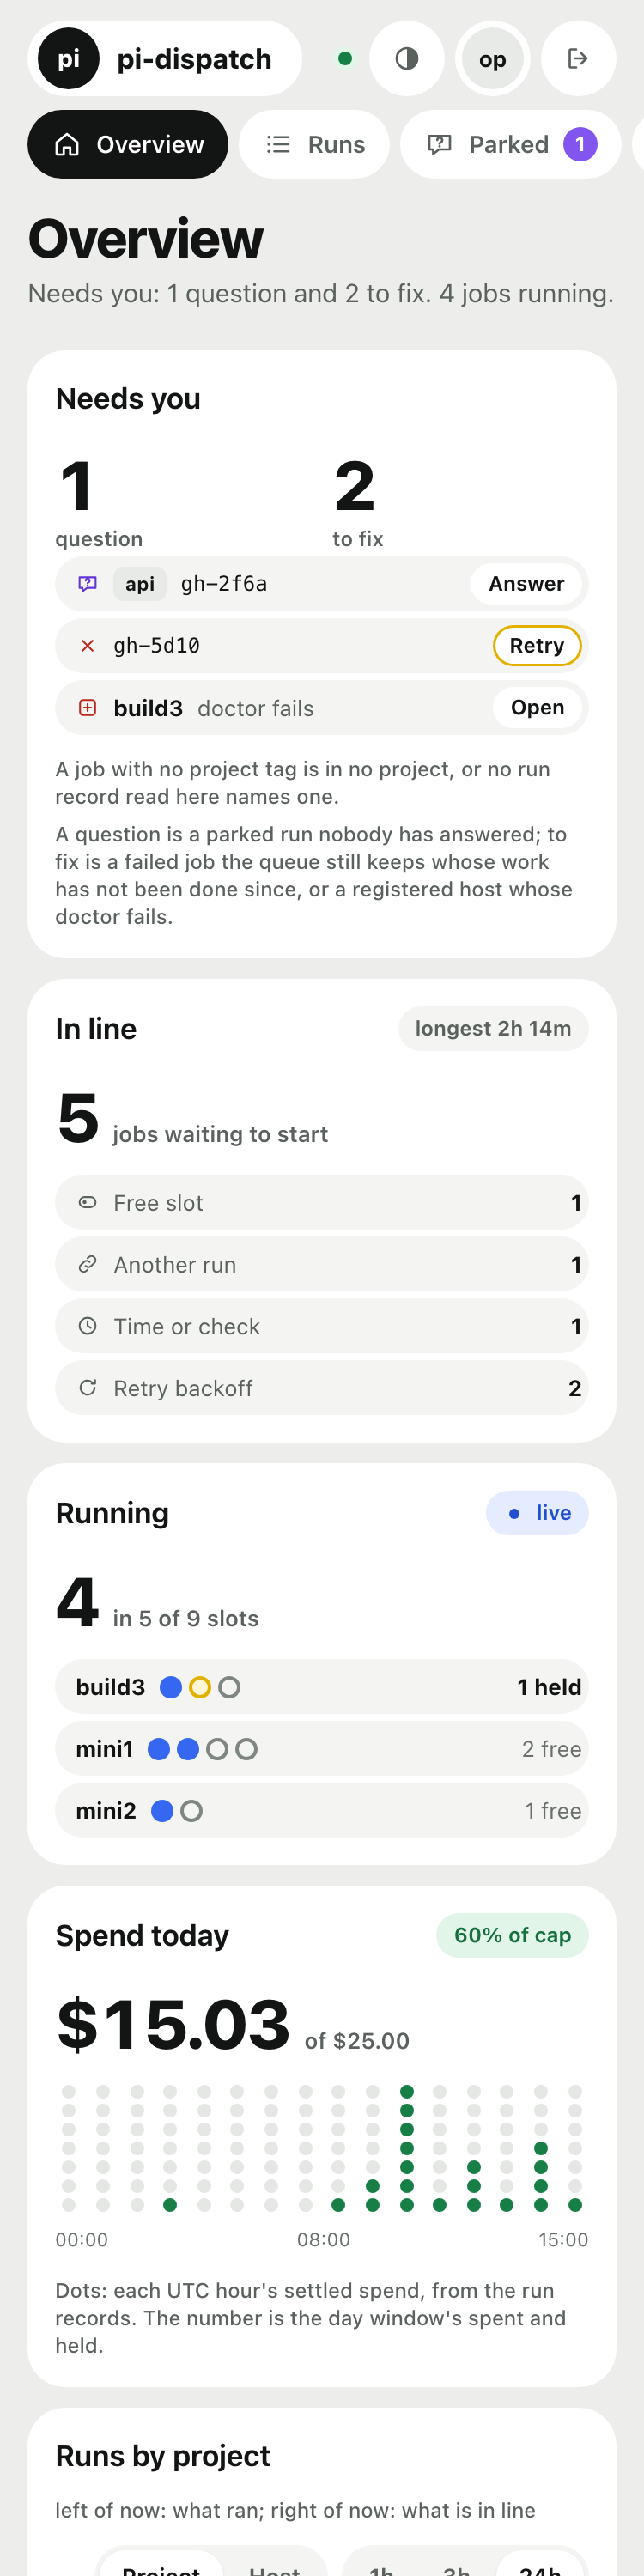 pi pi-dispatch op
Overview Runs Parked 1
Overview
Needs you: 1 question and 2 to fix. 4 jobs running.
Needs you
1 2
question to fix
api gh-2f6a Answer
gh-5d10 Retry
build3 doctor fails Open
A job with no project tag is in no project, or no run
record read here names one.
A question is a parked run nobody has answered; to
fix is a failed job the queue still keeps whose work
has not been done since, or a registered host whose
doctor fails.
In line longest 2h 14m
5 jobs waiting to start
Free slot 1
Another run 1
Time or check 1
Retry backoff 2
Running live
4 in 5 of 9 slots
build3 1 held
mini1 2 free
mini2 1 free
Spend today 60% of cap
$15.03 of $25.00
00:00 08:00 15:00
Dots: each UTC hour's settled spend, from the run
records. The number is the day window's spent and
held.
Runs by project
left of now: what ran; right of now: what is in line
Project Host 1h 3h 24h